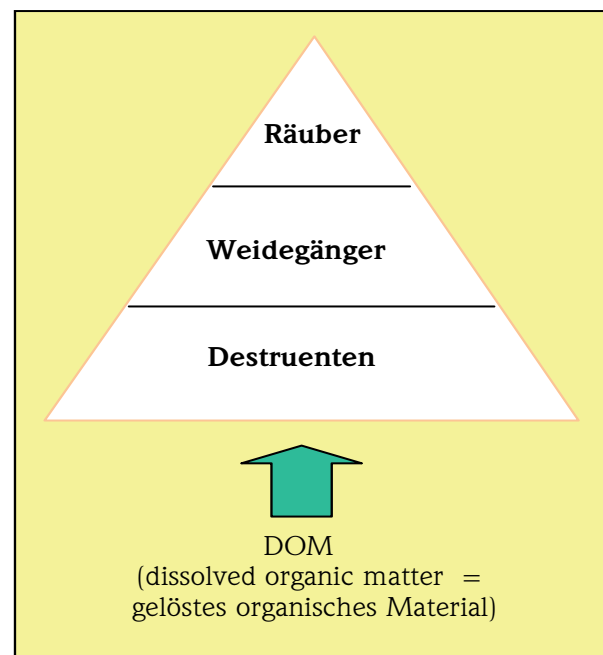 Räuber
Weidegänger
Destruenten
DOM
(dissolved organic matter =
gelöstes organisches Material)